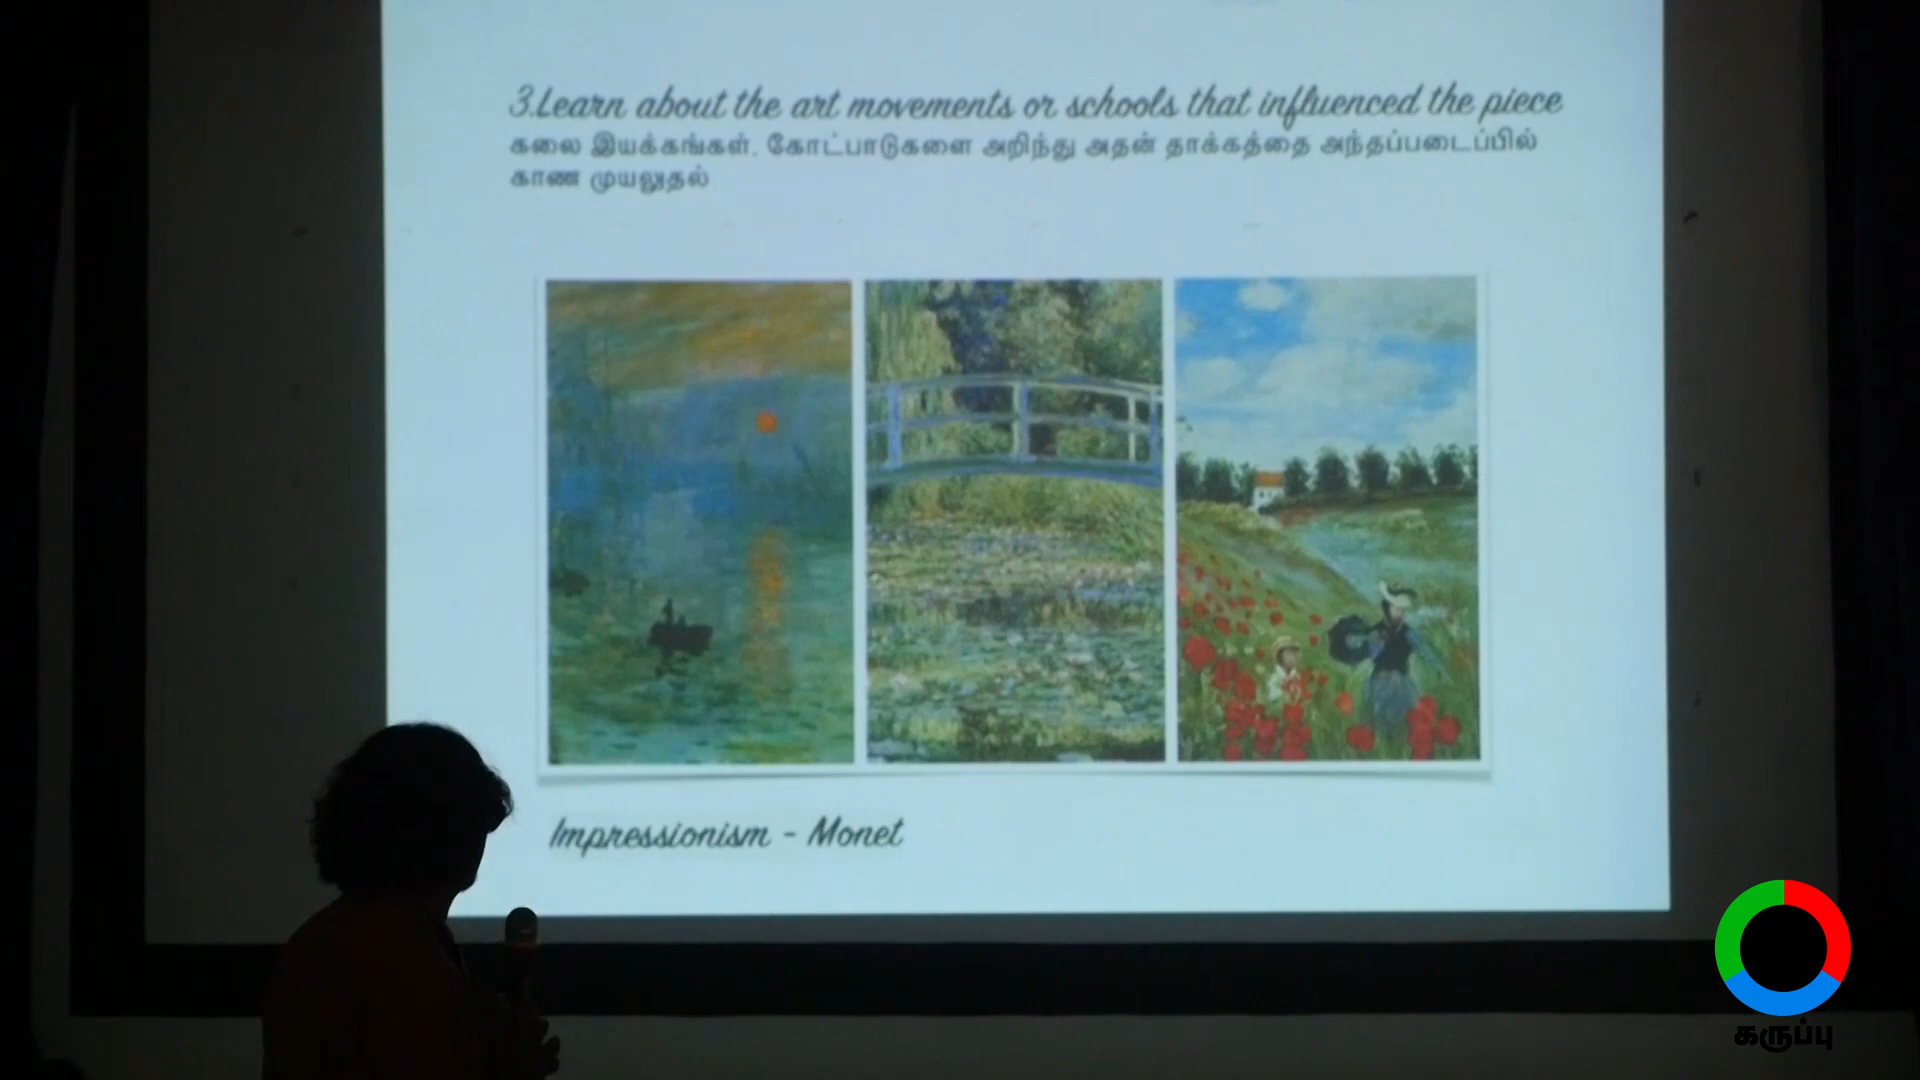 3.Learn about the art movements or schools that influenced the piece
கலை இயக்கங்கள், கோட்பாடுகளை அறிந்து அதன் தாக்கத்தை அந்தப்படைப்பில்
காண முயலுதல்
Impressionism - Monet
கருப்பு